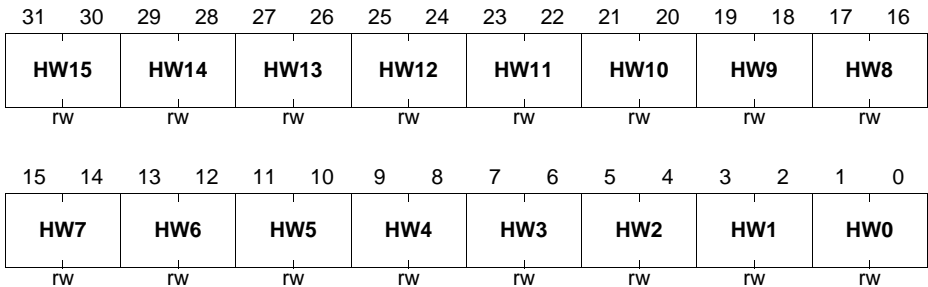 31 30 29 28 27 26 25 24 23 22 21 20 19 18 17 16
HW15 HW14 HW13 HW12 HW11 HW10 HW9 HW8
rw rw rw rw rw rw rw rw
15 14 13 12 11 10 9 8 7 6 5 4 3 2 1 0
HW7 HW6 HW5 HW4 HW3 HW2 HW1 HW0
rw rw rw rw rw rw rw rw